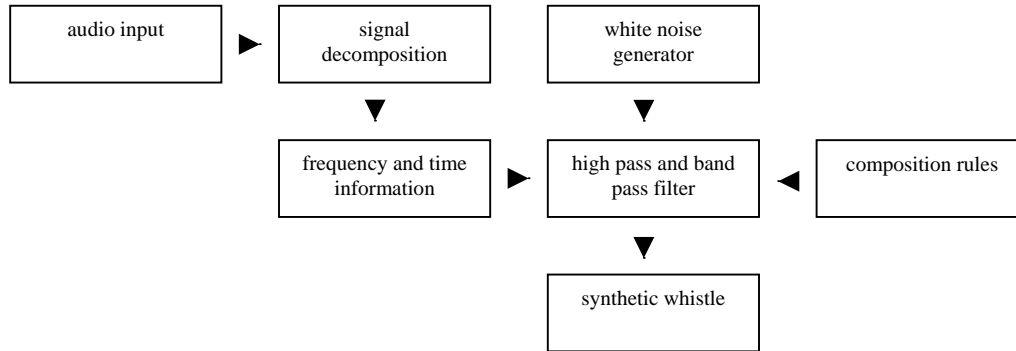 audio input
signal
decomposition
white noise
generator
frequency and time
information
high pass and band
pass filter
composition rules
synthetic whistle